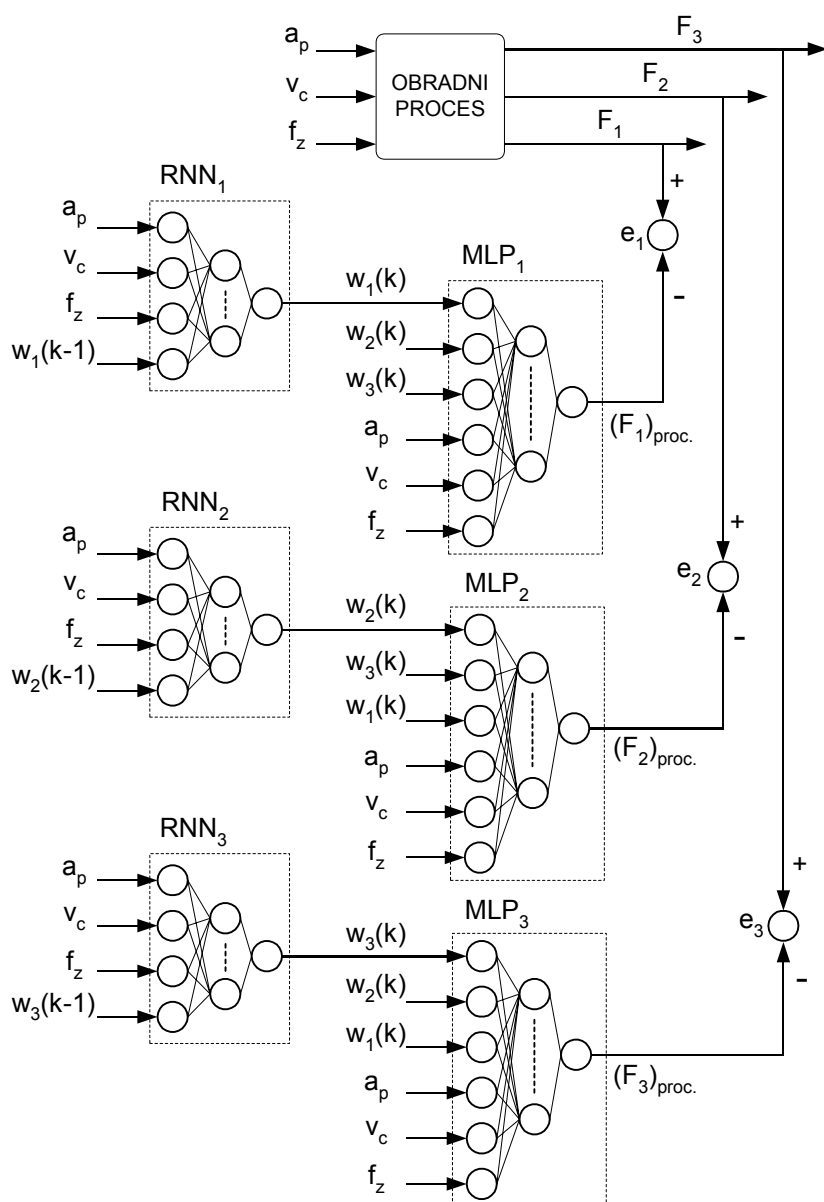 a_p
F_3
OBRADNI
PROCES
v_c
F_2
f_z
F_1
+
e_1
-
RNN_1
a_p
v_c
f_z
w_1(k-1)
MLP_1
w_1(k)
w_2(k)
w_3(k)
a_p
v_c
f_z
(F_1)_proc.
RNN_2
a_p
v_c
f_z
w_2(k-1)
MLP_2
w_2(k)
w_3(k)
w_1(k)
a_p
v_c
f_z
(F_2)_proc.
+
e_2
-
RNN_3
a_p
v_c
f_z
w_3(k-1)
MLP_3
w_3(k)
w_2(k)
w_1(k)
a_p
v_c
f_z
(F_3)_proc.
+
e_3
-